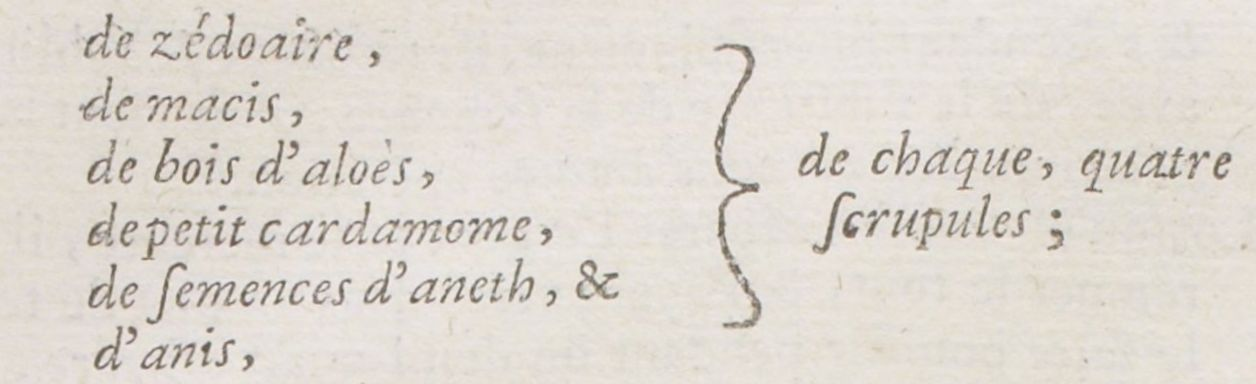 de zédoaire,
de macis,
de bois d'aloès,
de petit cardamome,
de ſemences d'aneth, &
d'anis,
de chaque, quatre
ſcrupules ;